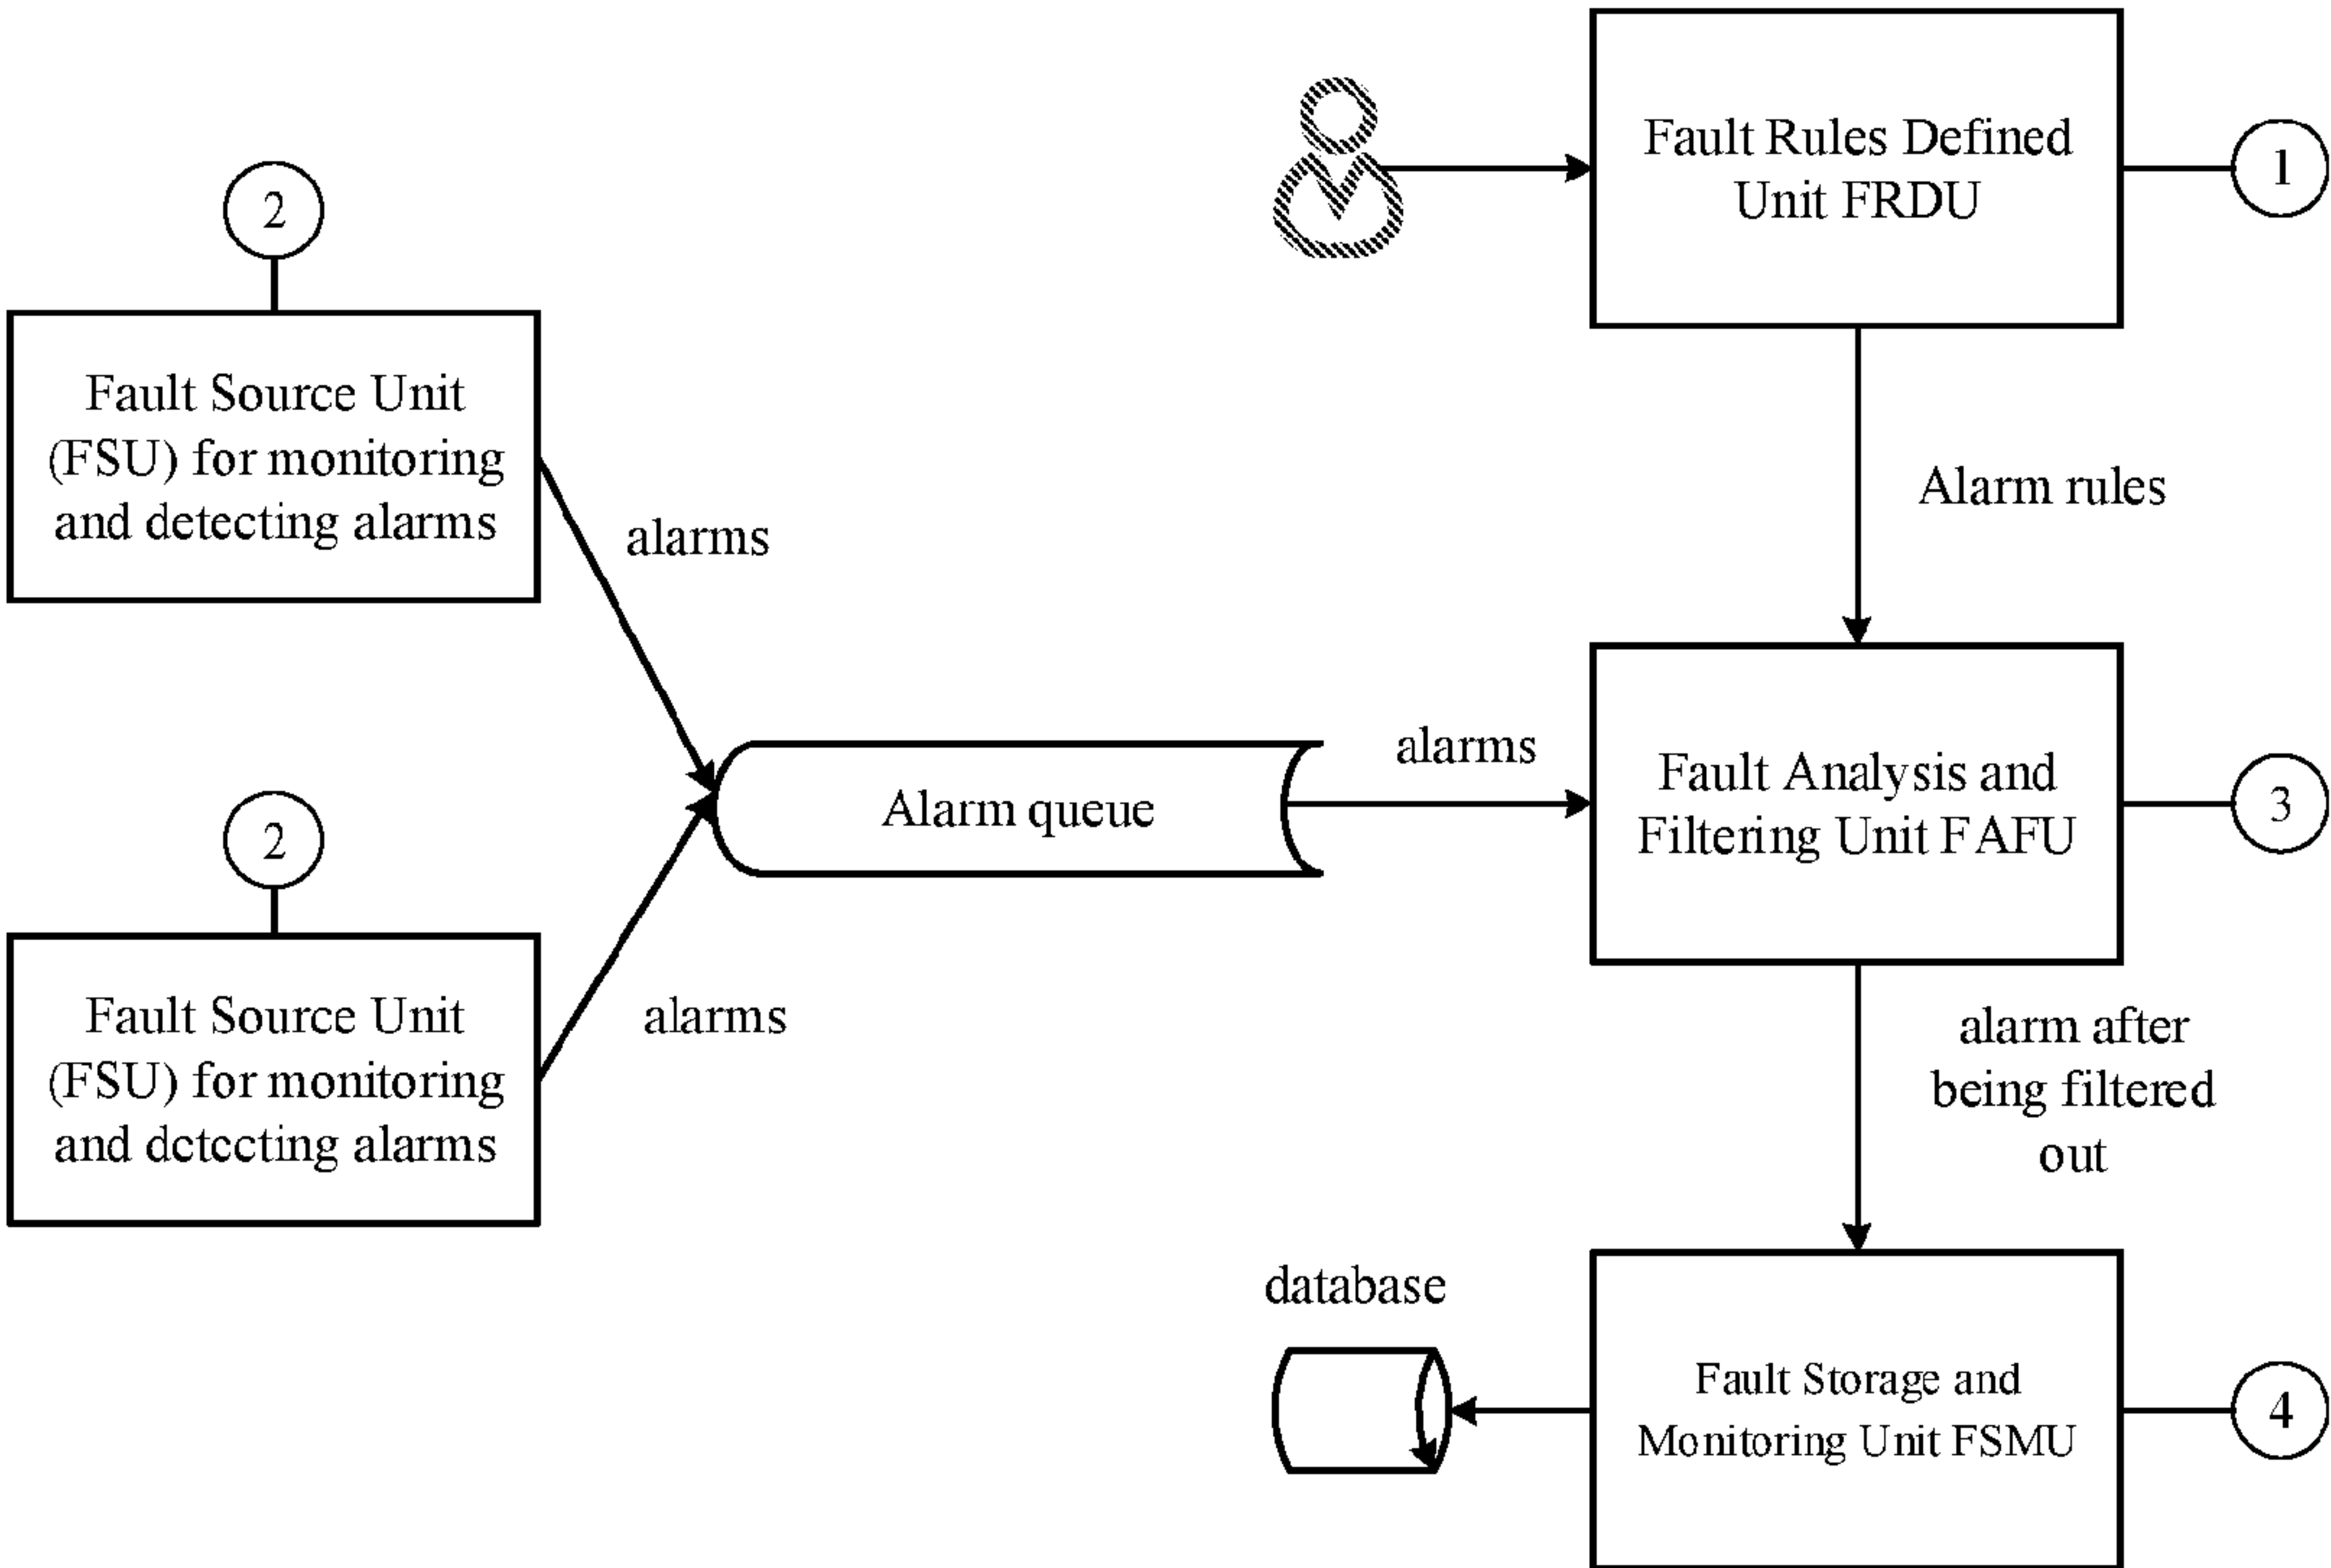 Fault Rules Defined
Unit FRDU
1
2
Fault Source Unit
(FSU) for monitoring
and detecting alarms
alarms
Alarm rules
Alarm queue
alarms
Fault Analysis and
Filtering Unit FAFU
3
2
Fault Source Unit
(FSU) for monitoring
and detecting alarms
alarms
alarm after
being filtered
out
database
Fault Storage and
Monitoring Unit FSMU
4